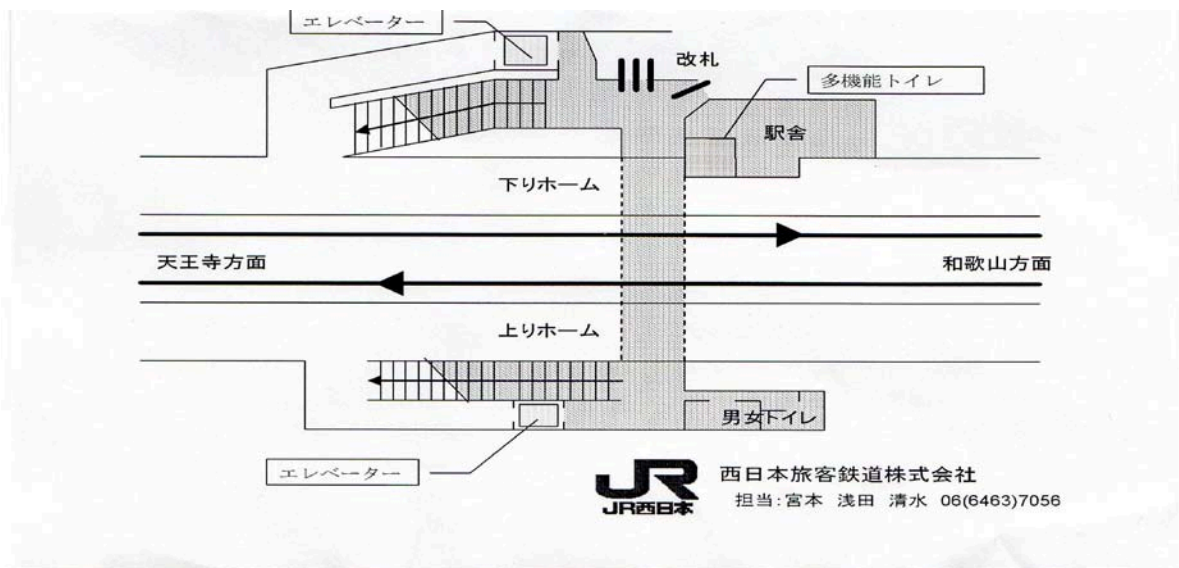 エレベーター
改札
多機能トイレ
駅舎
下りホーム
天王寺方面
和歌山方面
上りホーム
男女トイレ
エレベーター
JR
JR西日本
西日本旅客鉄道株式会社
担当:宮本 浅田 清水 06(6463)7056